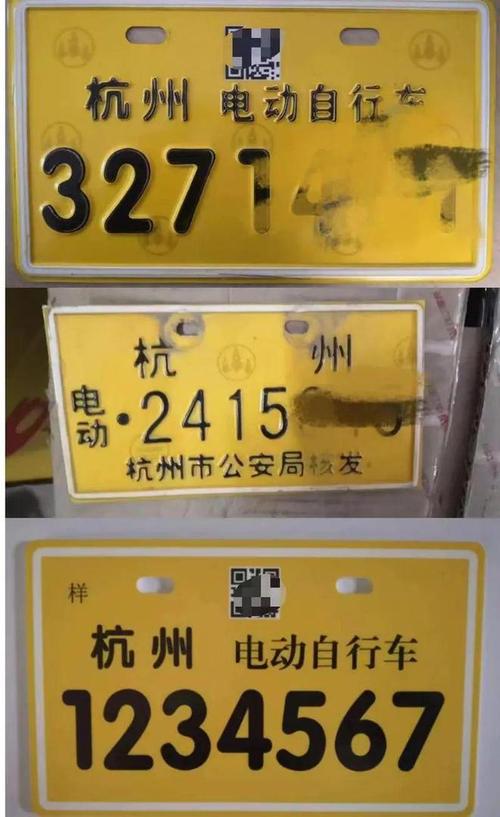 杭州 电动自行车
3271
杭 州
电动·2415
杭州市公安局核发
样
杭州 电动自行车
1234567